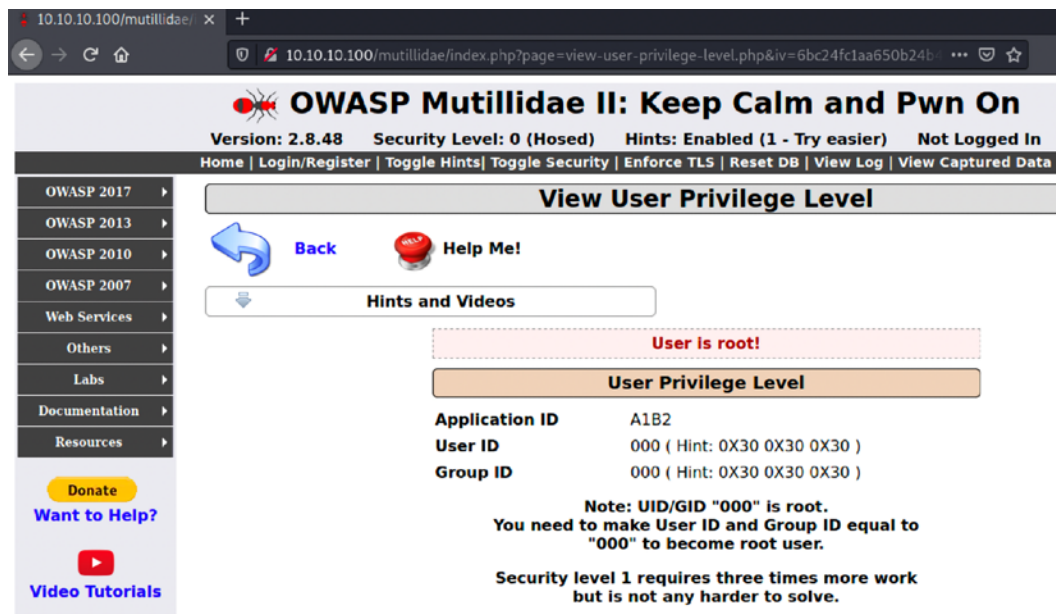 10.10.10.100/mutillidae/i
10.10.10.100/mutillidae/index.php?page=view-user-privilege-level.php&iv=6bc24fc1aa650b24b4
OWASP Mutillidae II: Keep Calm and Pwn On
Version: 2.8.48 Security Level: 0 (Hosed) Hints: Enabled (1 - Try easier) Not Logged In
Home | Login/Register | Toggle Hints| Toggle Security | Enforce TLS | Reset DB | View Log | View Captured Data
OWASP 2017
OWASP 2013
OWASP 2010
OWASP 2007
Web Services
Others
Labs
Documentation
Resources
Donate
Want to Help?
Video Tutorials
View User Privilege Level
Back
HELP
Help Me!
Hints and Videos
User is root!
User Privilege Level
Application ID A1B2
User ID 000 ( Hint: 0X30 0X30 0X30 )
Group ID 000 ( Hint: 0X30 0X30 0X30 )
Note: UID/GID "000" is root.
You need to make User ID and Group ID equal to
"000" to become root user.
Security level 1 requires three times more work
but is not any harder to solve.